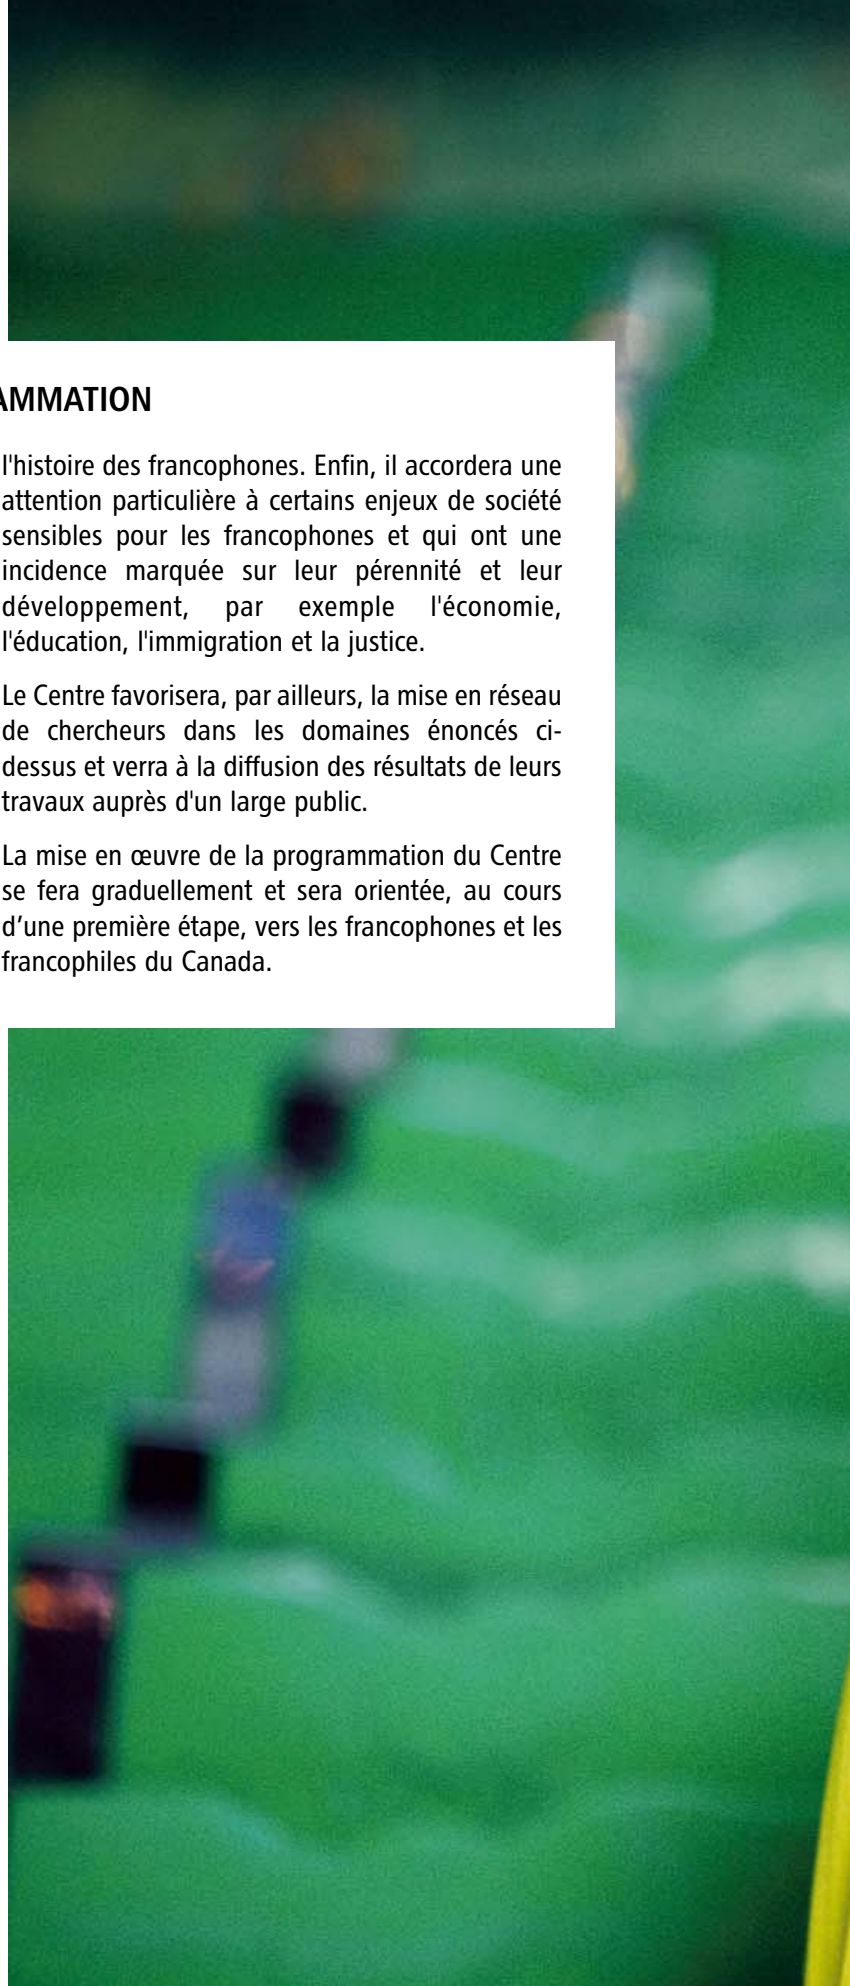 AMMATION
l'histoire des francophones. Enfin, il accordera une
attention particulière à certains enjeux de société
sensibles pour les francophones et qui ont une
incidence marquée sur leur pérennité et leur
développement, par exemple l'économie,
l'éducation, l'immigration et la justice.
Le Centre favorisera, par ailleurs, la mise en réseau
de chercheurs dans les domaines énoncés ci-
dessus et verra à la diffusion des résultats de leurs
travaux auprès d'un large public.
La mise en œuvre de la programmation du Centre
se fera graduellement et sera orientée, au cours
d’une première étape, vers les francophones et les
francophiles du Canada.